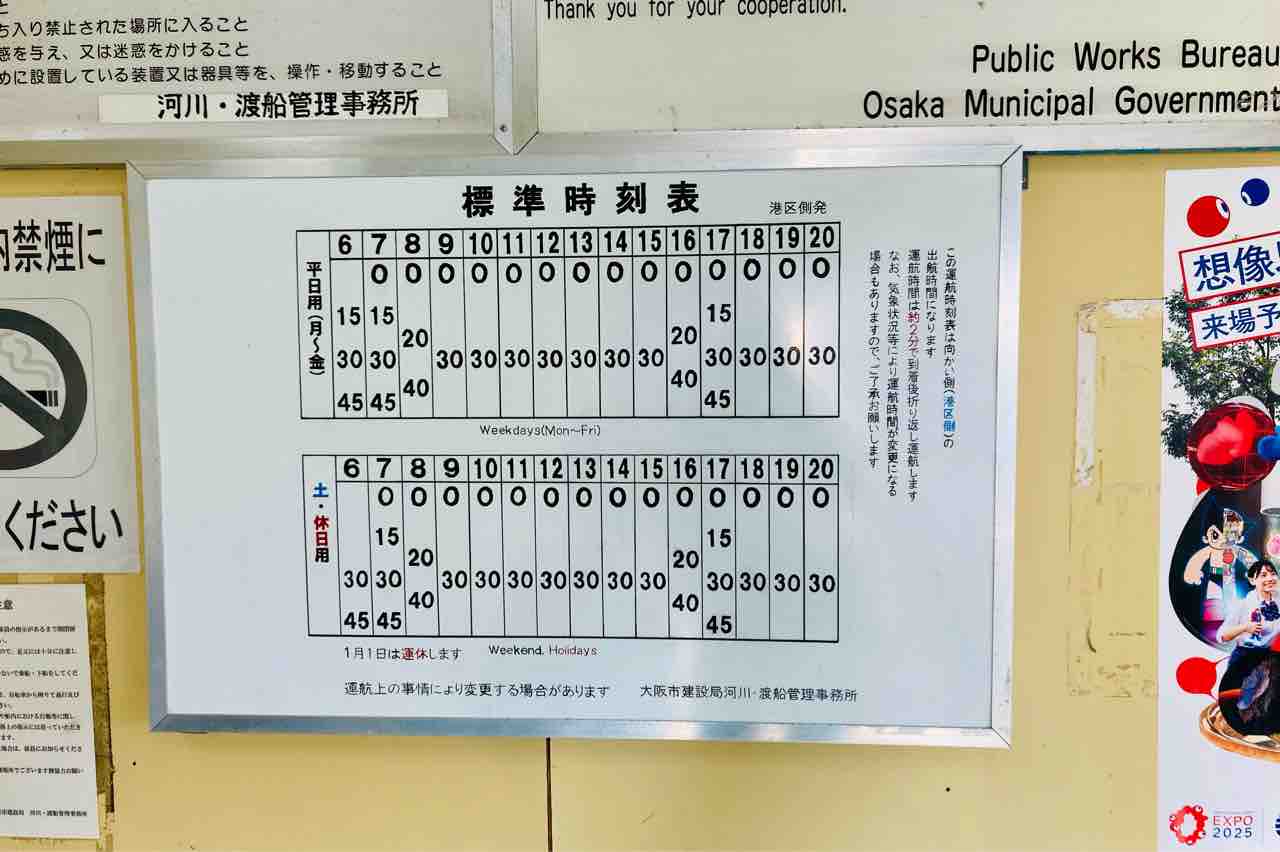 ち入り禁止された場所に入ること
惑を与え、又は迷惑をかけること
めに設置している装置又は器具等を、操作・移動すること
河川・渡船管理事務所
Thank you for your cooperation.
Public Works Bureau
Osaka Municipal Government
内禁煙に
ください
標準時刻表
港区側発
平日用(月～金)
6 7 8 9 10 11 12 13 14 15 16 17 18 19 20
0 0 0 0 0 0 0 0 0 0 0 0 0 0
15 15 15
20 20
30 30 30 30 30 30 30 30 30 30 30 30 30
40 40
45 45 45
Weekdays(Mon～Fri)
土・休日用
6 7 8 9 10 11 12 13 14 15 16 17 18 19 20
0 0 0 0 0 0 0 0 0 0 0 0 0 0
15 15
20 20
30 30 30 30 30 30 30 30 30 30 30 30 30
40 40
45 45 45
1月1日は運休します
Weekend, Holidays
運航上の事情により変更する場合があります
大阪市建設局河川・渡船管理事務所
この運航時刻表は向かい側(港区側)の
出航時間になります
運航時間は約2分で到着後折り返し運航します
なお、気象状況等により運航時間が変更になる
場合もありますので、ご了承お願いします
想像
来場予
EXPO
2025